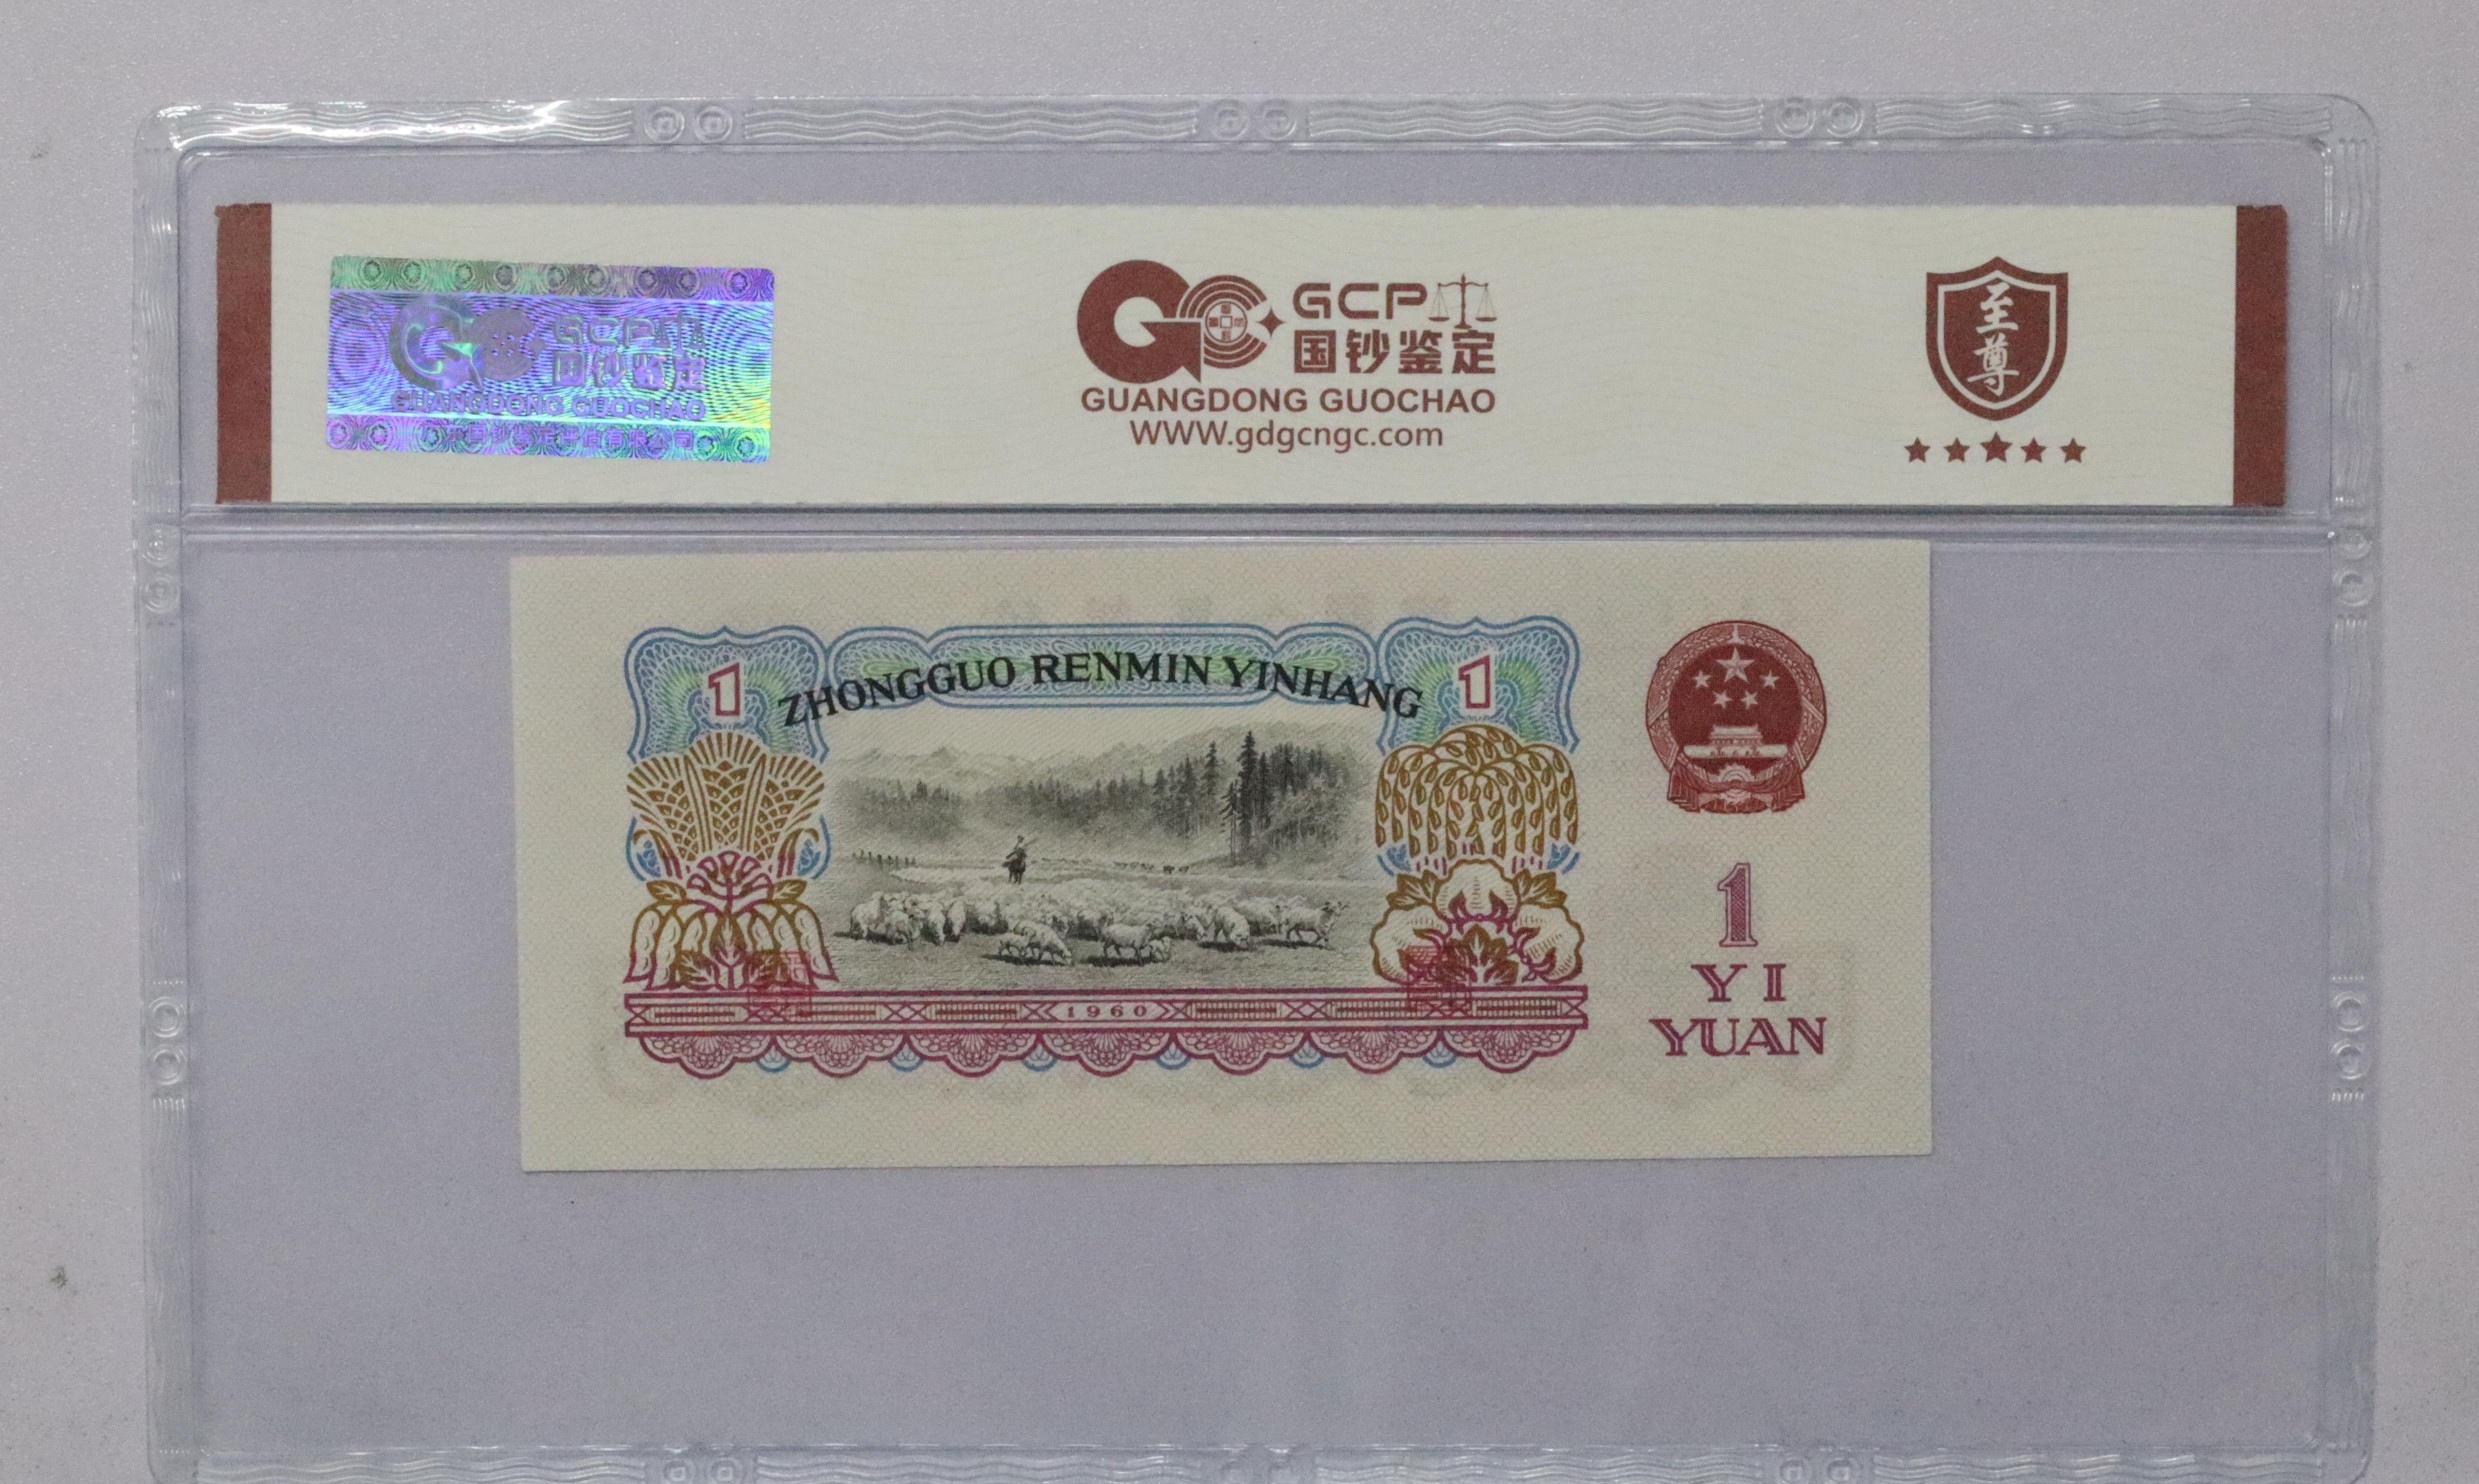 GCP
国钞鉴定
GUANGDONG GUOCHAO
GCP
国钞鉴定
GUANGDONG GUOCHAO
WWW.gdgcngc.com
至
尊
ZHONGGUO RENMIN YINHANG
1
1
1960
1
YI
YUAN